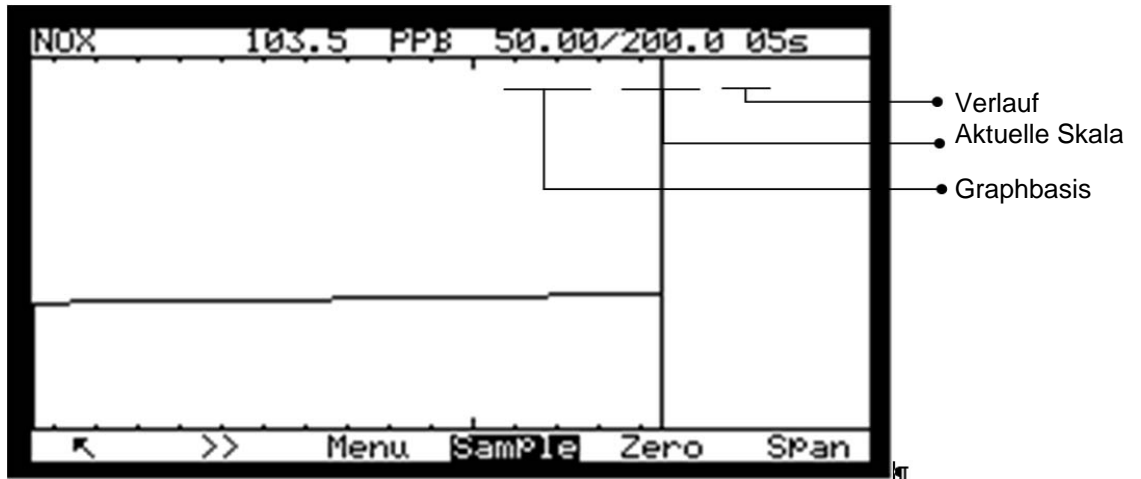 NOX 103.5 PPB 50.00/200.0 05s
Verlauf
Aktuelle Skala
Graphbasis
>> Menu Sample Zero Span
¶